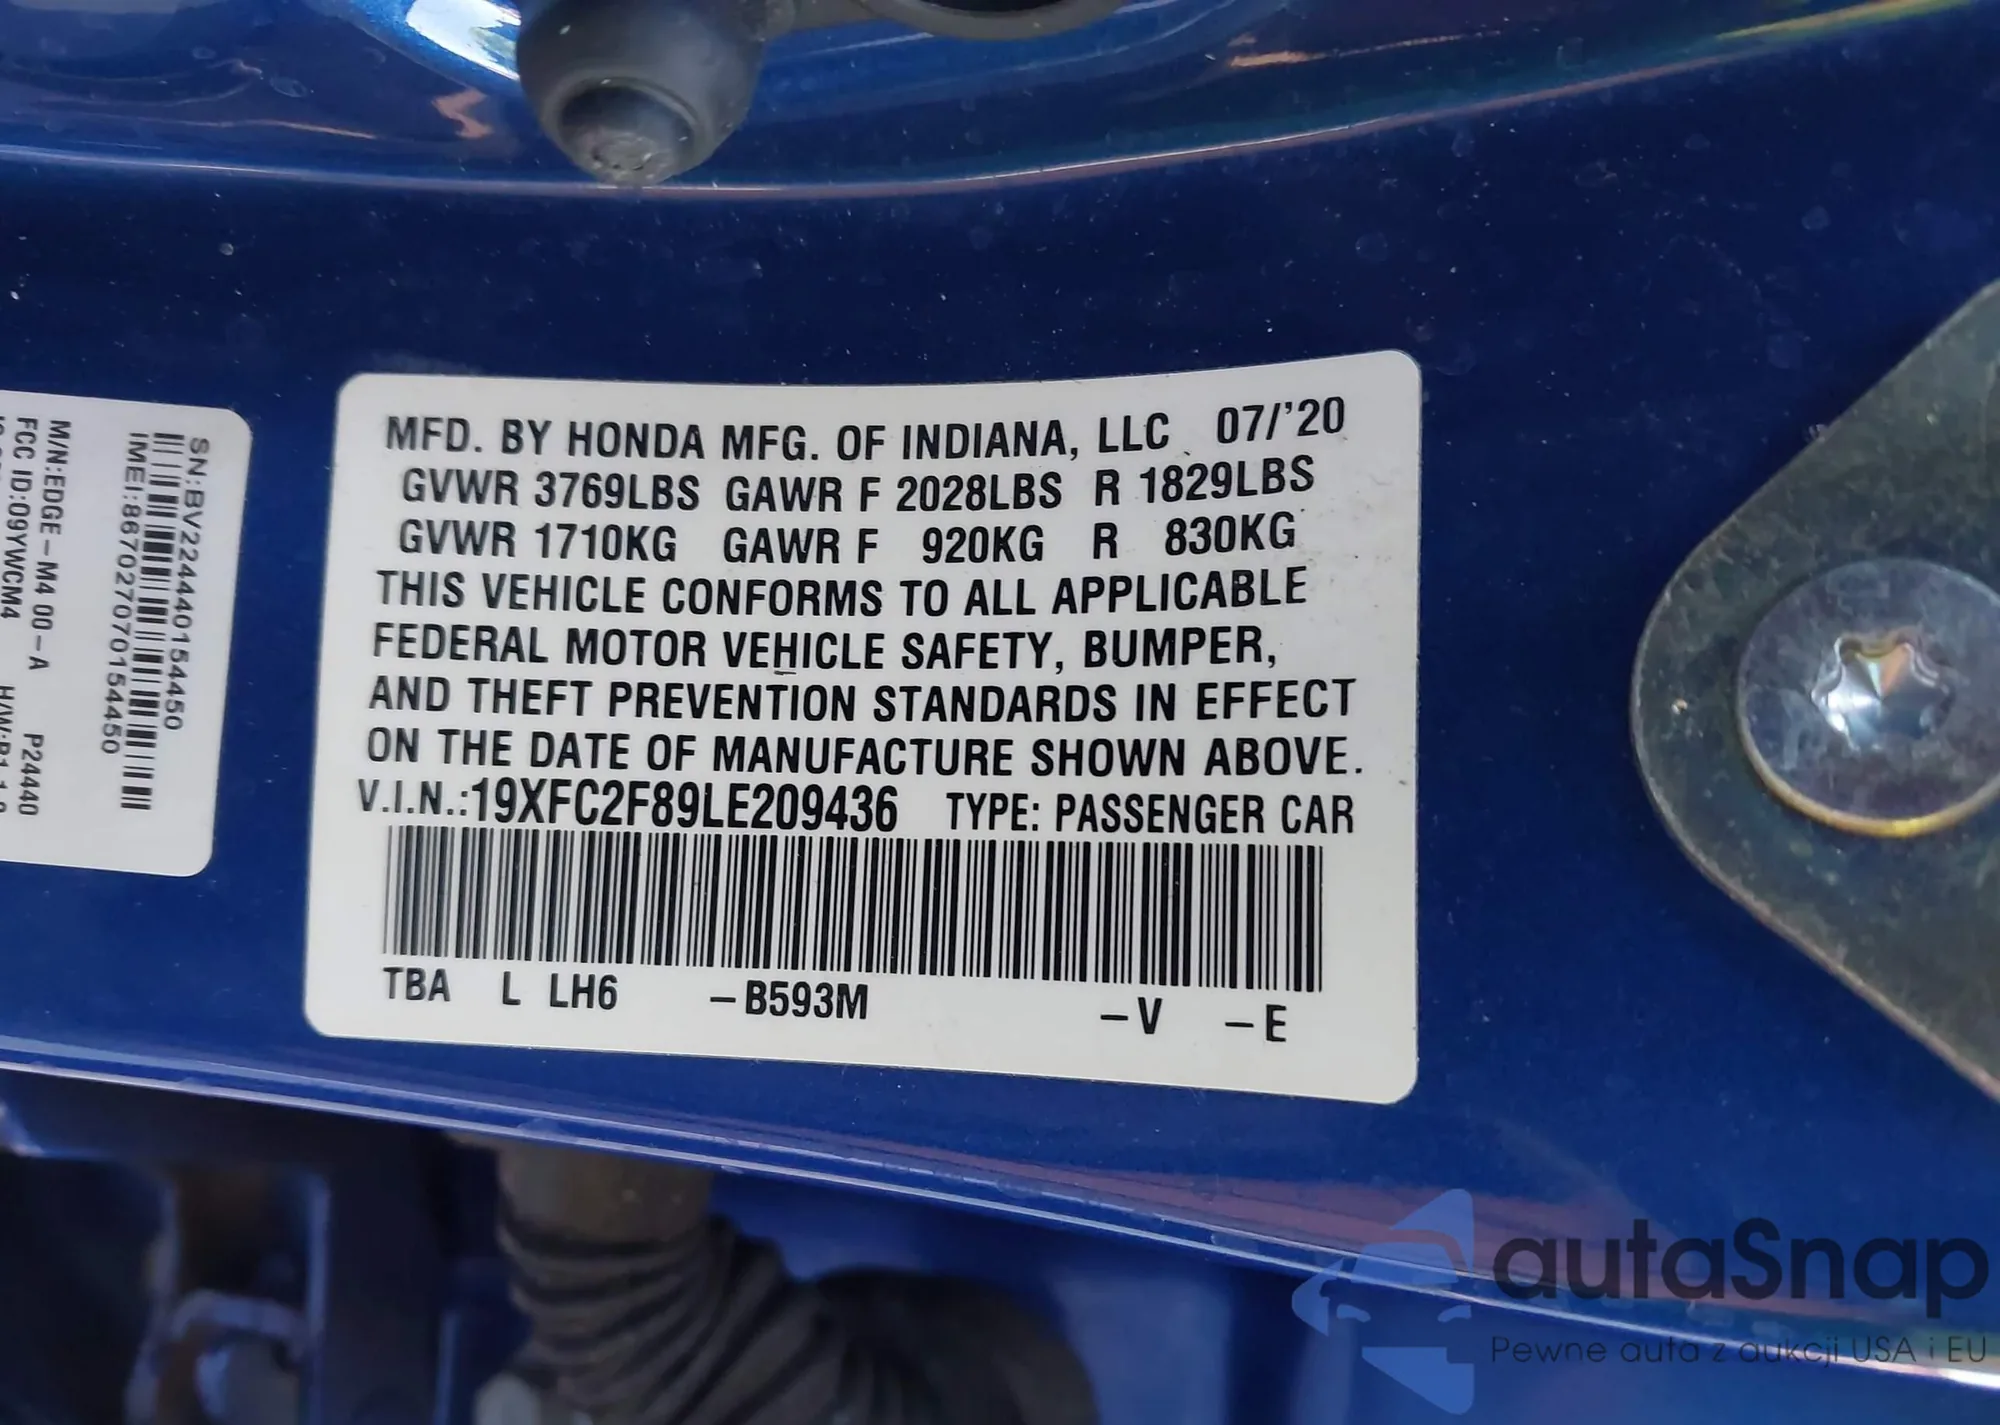 SN:BV224440154450
IMEI:867027070154450
M/N:EDGE-M4 00-A P24440
FCC ID:09YWCM4
MFD. BY HONDA MFG. OF INDIANA, LLC 07/'20
GVWR 3769LBS GAWR F 2028LBS R 1829LBS
GVWR 1710KG GAWR F 920KG R 830KG
THIS VEHICLE CONFORMS TO ALL APPLICABLE
FEDERAL MOTOR VEHICLE SAFETY, BUMPER,
AND THEFT PREVENTION STANDARDS IN EFFECT
ON THE DATE OF MANUFACTURE SHOWN ABOVE.
V.I.N.:19XFC2F89LE209436 TYPE: PASSENGER CAR
TBA L LH6 -B593M -V -E
autaSnap
Pewne auta z aukcji USA i EU